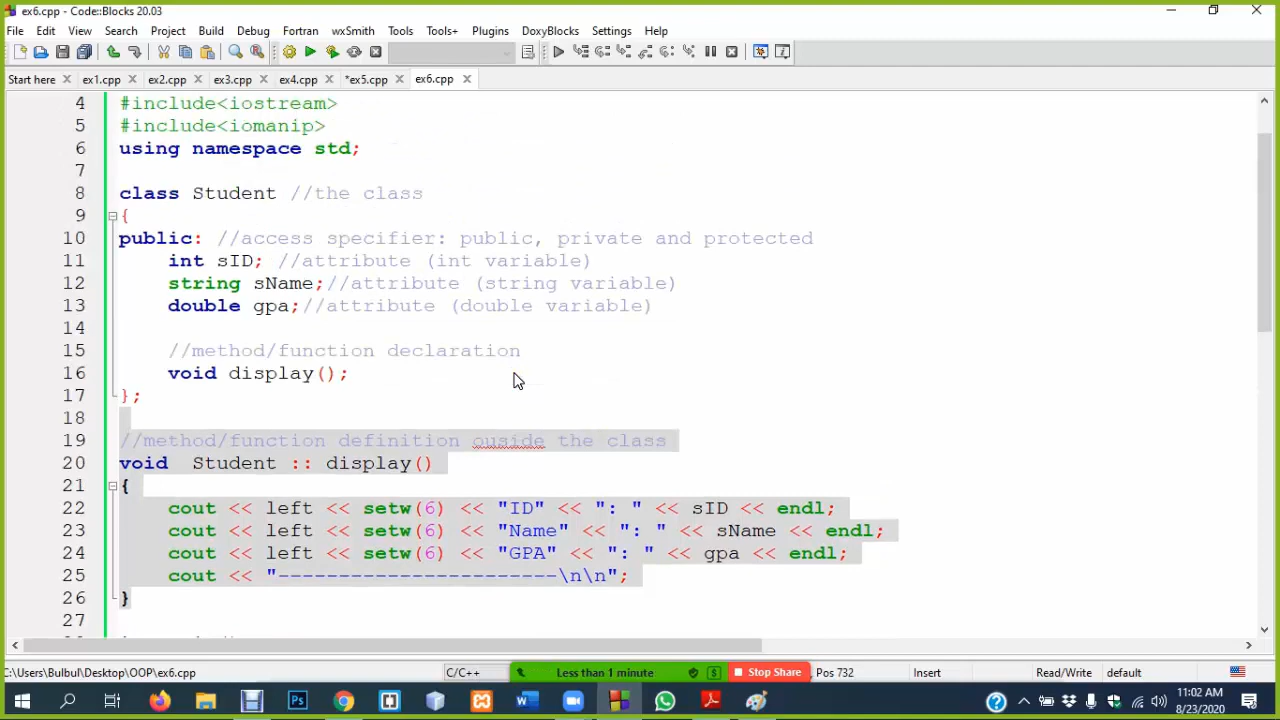 ex6.cpp - Code::Blocks 20.03
File Edit View Search Project Build Debug Fortran wxSmith Tools Tools+ Plugins DoxyBlocks Settings Help
Start here ex1.cpp ex2.cpp ex3.cpp ex4.cpp *ex5.cpp ex6.cpp
4 #include<iostream>
5 #include<iomanip>
6 using namespace std;
7
8 class Student //the class
9 {
10 public: //access specifier: public, private and protected
11 int sID; //attribute (int variable)
12 string sName;//attribute (string variable)
13 double gpa;//attribute (double variable)
14
15 //method/function declaration
16 void display();
17 };
18
19 //method/function definition ouside the class
20 void Student :: display()
21 {
22 cout << left << setw(6) << "ID" << ": " << sID << endl;
23 cout << left << setw(6) << "Name" << ": " << sName << endl;
24 cout << left << setw(6) << "GPA" << ": " << gpa << endl;
25 cout << "-----------------------\n\n";
26 }
27
C:\Users\Bulbul\Desktop\OOP\ex6.cpp C/C++ Less than 1 minute Stop Share Pos 732 Insert Read/Write default
11:02 AM
8/23/2020